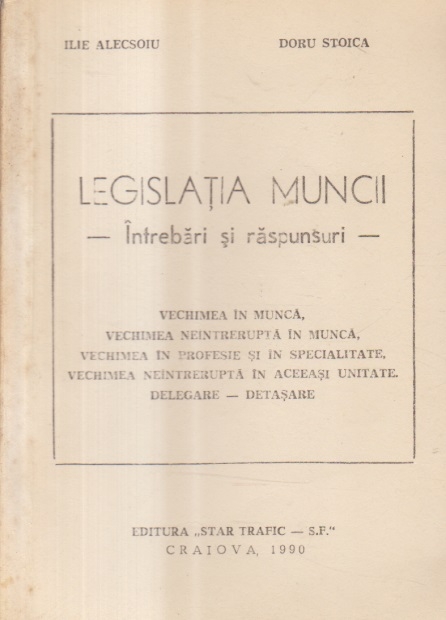 ILIE ALECSOIU DORU STOICA
LEGISLAȚIA MUNCII
— Întrebări și răspunsuri —
VECHIMEA ÎN MUNCĂ,
VECHIMEA NEÎNTRERUPTĂ ÎN MUNCĂ,
VECHIMEA ÎN PROFESIE ȘI ÎN SPECIALITATE,
VECHIMEA NEÎNTRERUPTĂ ÎN ACEEAȘI UNITATE.
DELEGARE — DETAȘARE
EDITURA „STAR TRAFIC — S.F.”
CRAIOVA, 1990